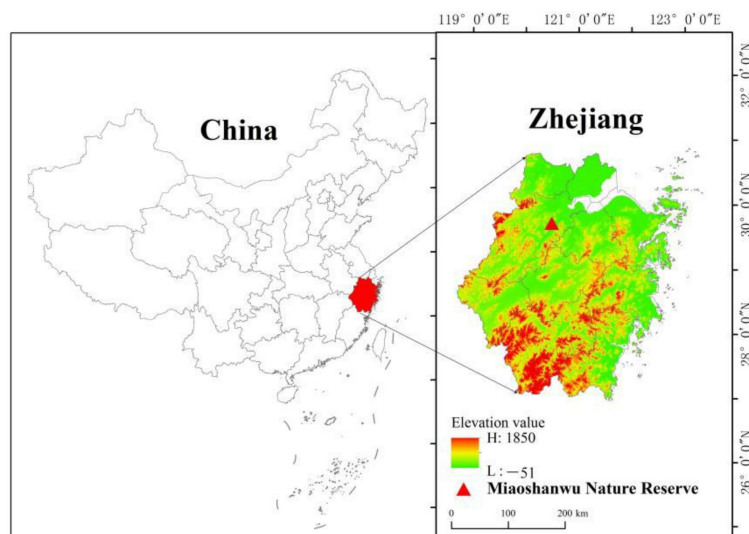 119° 0′0″E 121° 0′0″E 123° 0′0″E
China
Zhejiang
32° 0′0″N
30° 0′0″N
28° 0′0″N
26° 0′0″N
Elevation value
H: 1850
L : —51
Miaoshanwu Nature Reserve
0 100 200 km